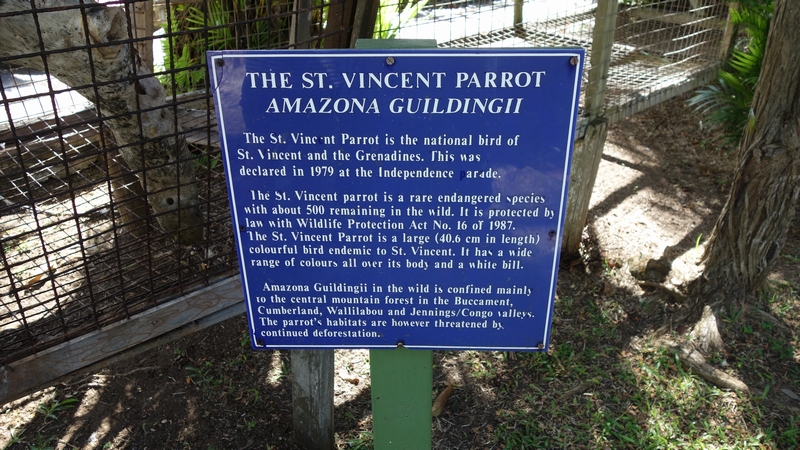 THE ST. VINCENT PARROT
AMAZONA GUILDINGII
The St. Vincent Parrot is the national bird of
St. Vincent and the Grenadines. This was
declared in 1979 at the Independence parade.
The St. Vincent parrot is a rare endangered species
with about 500 remaining in the wild. It is protected by
law with Wildlife Protection Act No. 16 of 1987.
The St. Vincent Parrot is a large (40.6 cm in length)
colourful bird endemic to St. Vincent. It has a wide
range of colours all over its body and a white bill.
Amazona Guildingii in the wild is confined mainly
to the central mountain forest in the Buccament,
Cumberland, Wallilabou and Jennings/Congo valleys.
The parrot's habitats are however threatened by
continued deforestation.